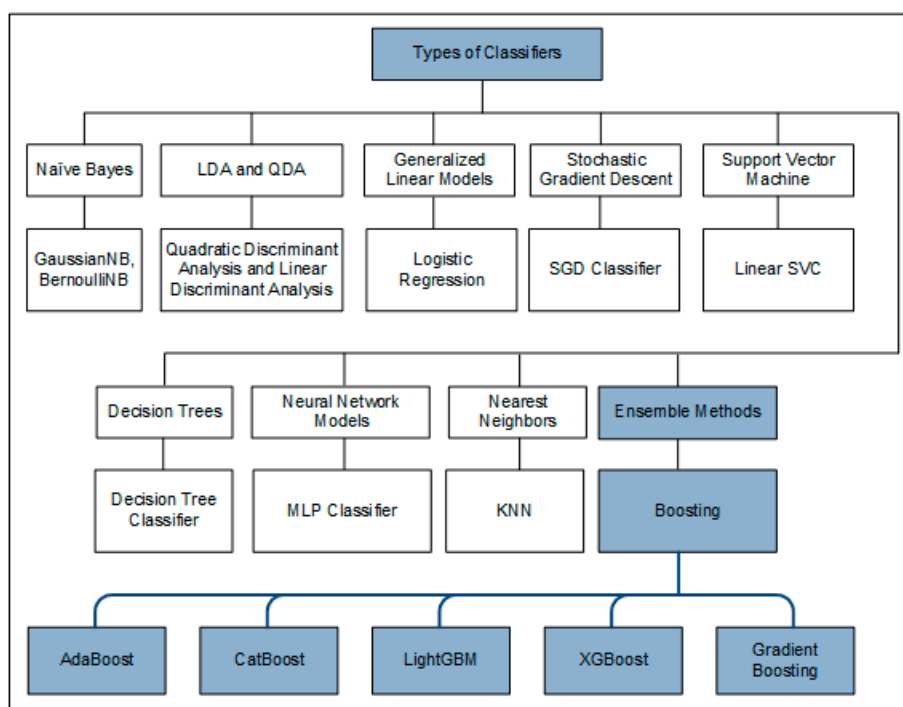 Types of Classifiers
Naïve Bayes
LDA and QDA
Generalized
Linear Models
Stochastic
Gradient Descent
Support Vector
Machine
GaussianNB,
BernoulliNB
Quadratic Discriminant
Analysis and Linear
Discriminant Analysis
Logistic
Regression
SGD Classifier
Linear SVC
Decision Trees
Neural Network
Models
Nearest
Neighbors
Ensemble Methods
Decision Tree
Classifier
MLP Classifier
KNN
Boosting
AdaBoost
CatBoost
LightGBM
XGBoost
Gradient
Boosting